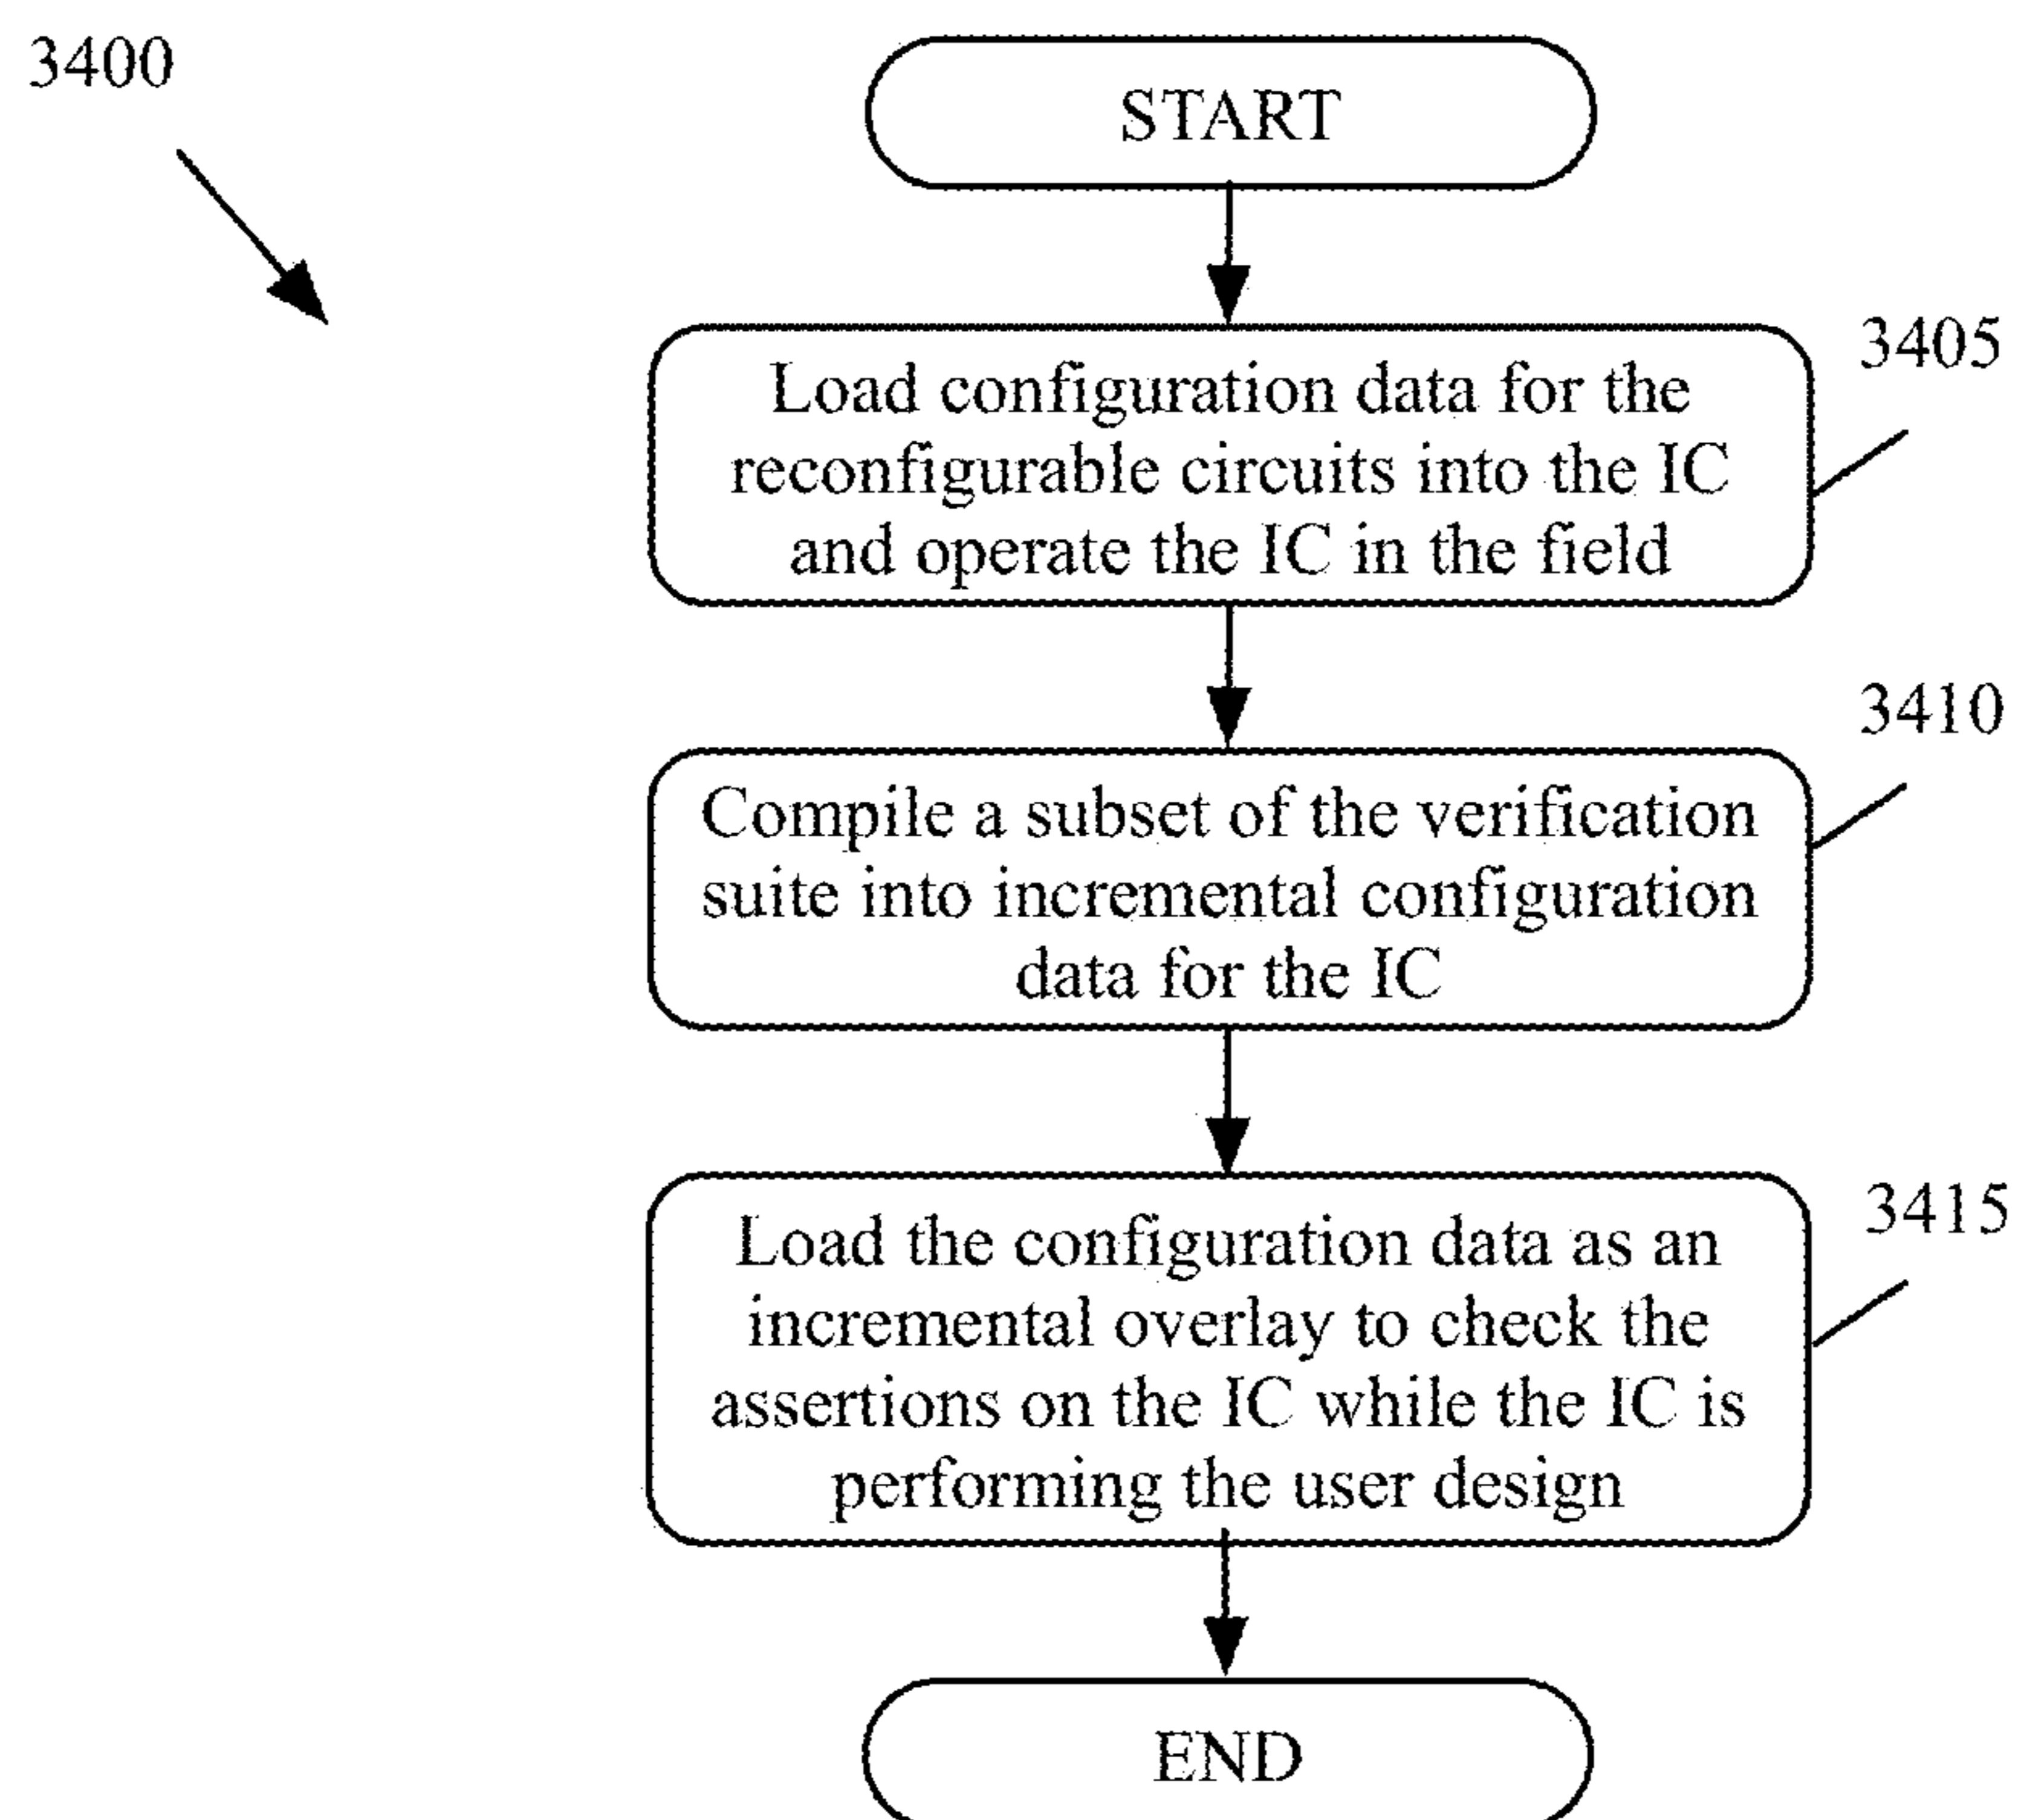 3400
START
3405
Load configuration data for the
reconfigurable circuits into the IC
and operate the IC in the field
3410
Compile a subset of the verification
suite into incremental configuration
data for the IC
3415
Load the configuration data as an
incremental overlay to check the
assertions on the IC while the IC is
performing the user design
END